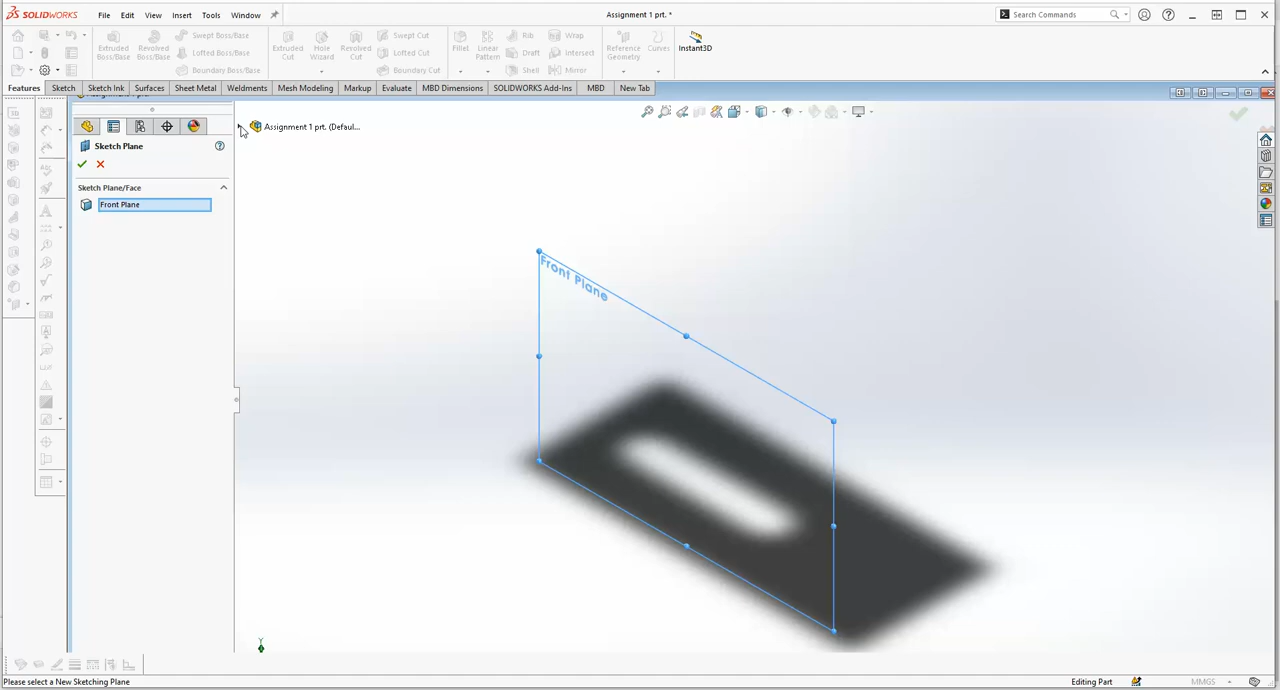 SOLIDWORKS File Edit View Insert Tools Window Assignment 1 prt. * Search Commands
Extruded Boss/Base Revolved Boss/Base Swept Boss/Base Lofted Boss/Base Boundary Boss/Base Extruded Cut Hole Wizard Revolved Cut Swept Cut Lofted Cut Boundary Cut Fillet Linear Pattern Rib Draft Shell Wrap Intersect Mirror Reference Geometry Curves Instant3D
Features Sketch Sketch Ink Surfaces Sheet Metal Weldments Mesh Modeling Markup Evaluate MBD Dimensions SOLIDWORKS Add-Ins MBD New Tab
Assignment 1 prt. (Defaul...
Sketch Plane
Sketch Plane/Face
Front Plane
Front Plane
Y
Please select a New Sketching Plane Editing Part MMGS